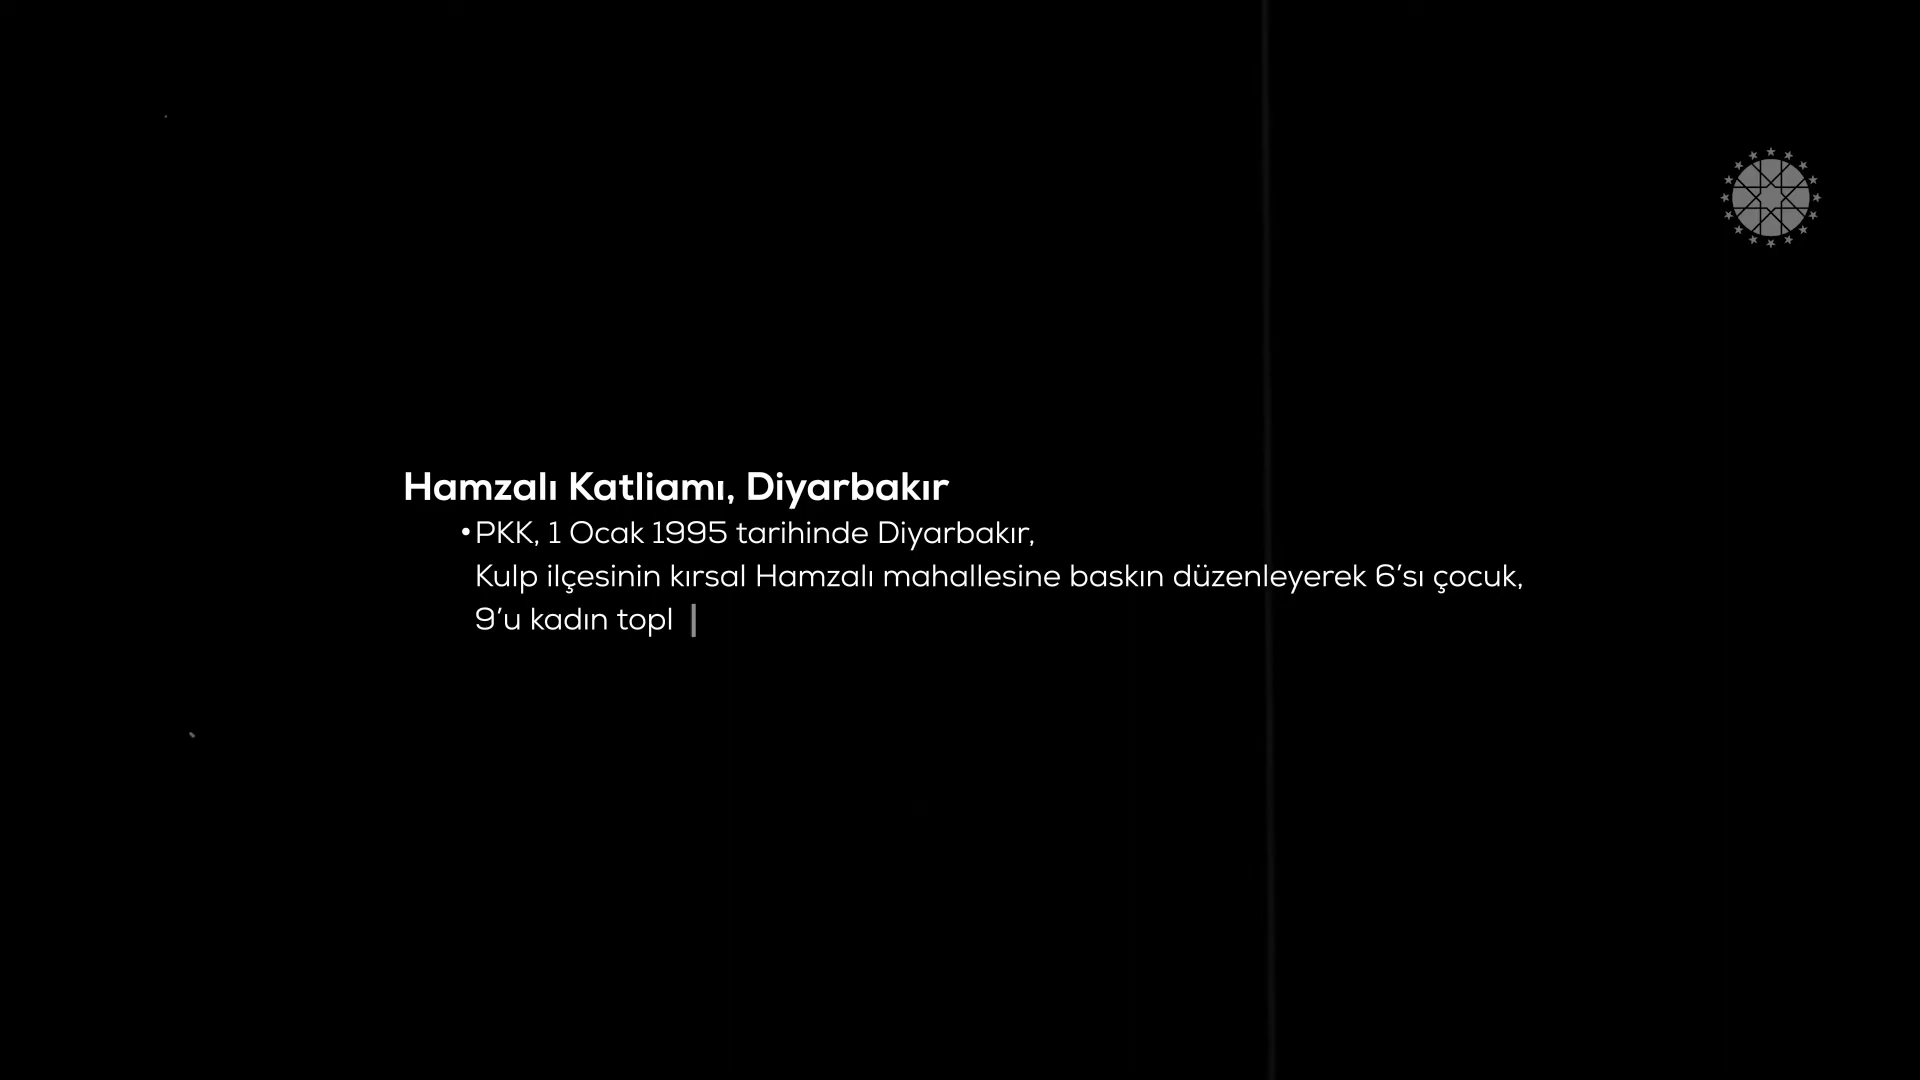 Hamzalı Katliamı, Diyarbakır
• PKK, 1 Ocak 1995 tarihinde Diyarbakır,
Kulp ilçesinin kırsal Hamzalı mahallesine baskın düzenleyerek 6’sı çocuk,
9’u kadın topl